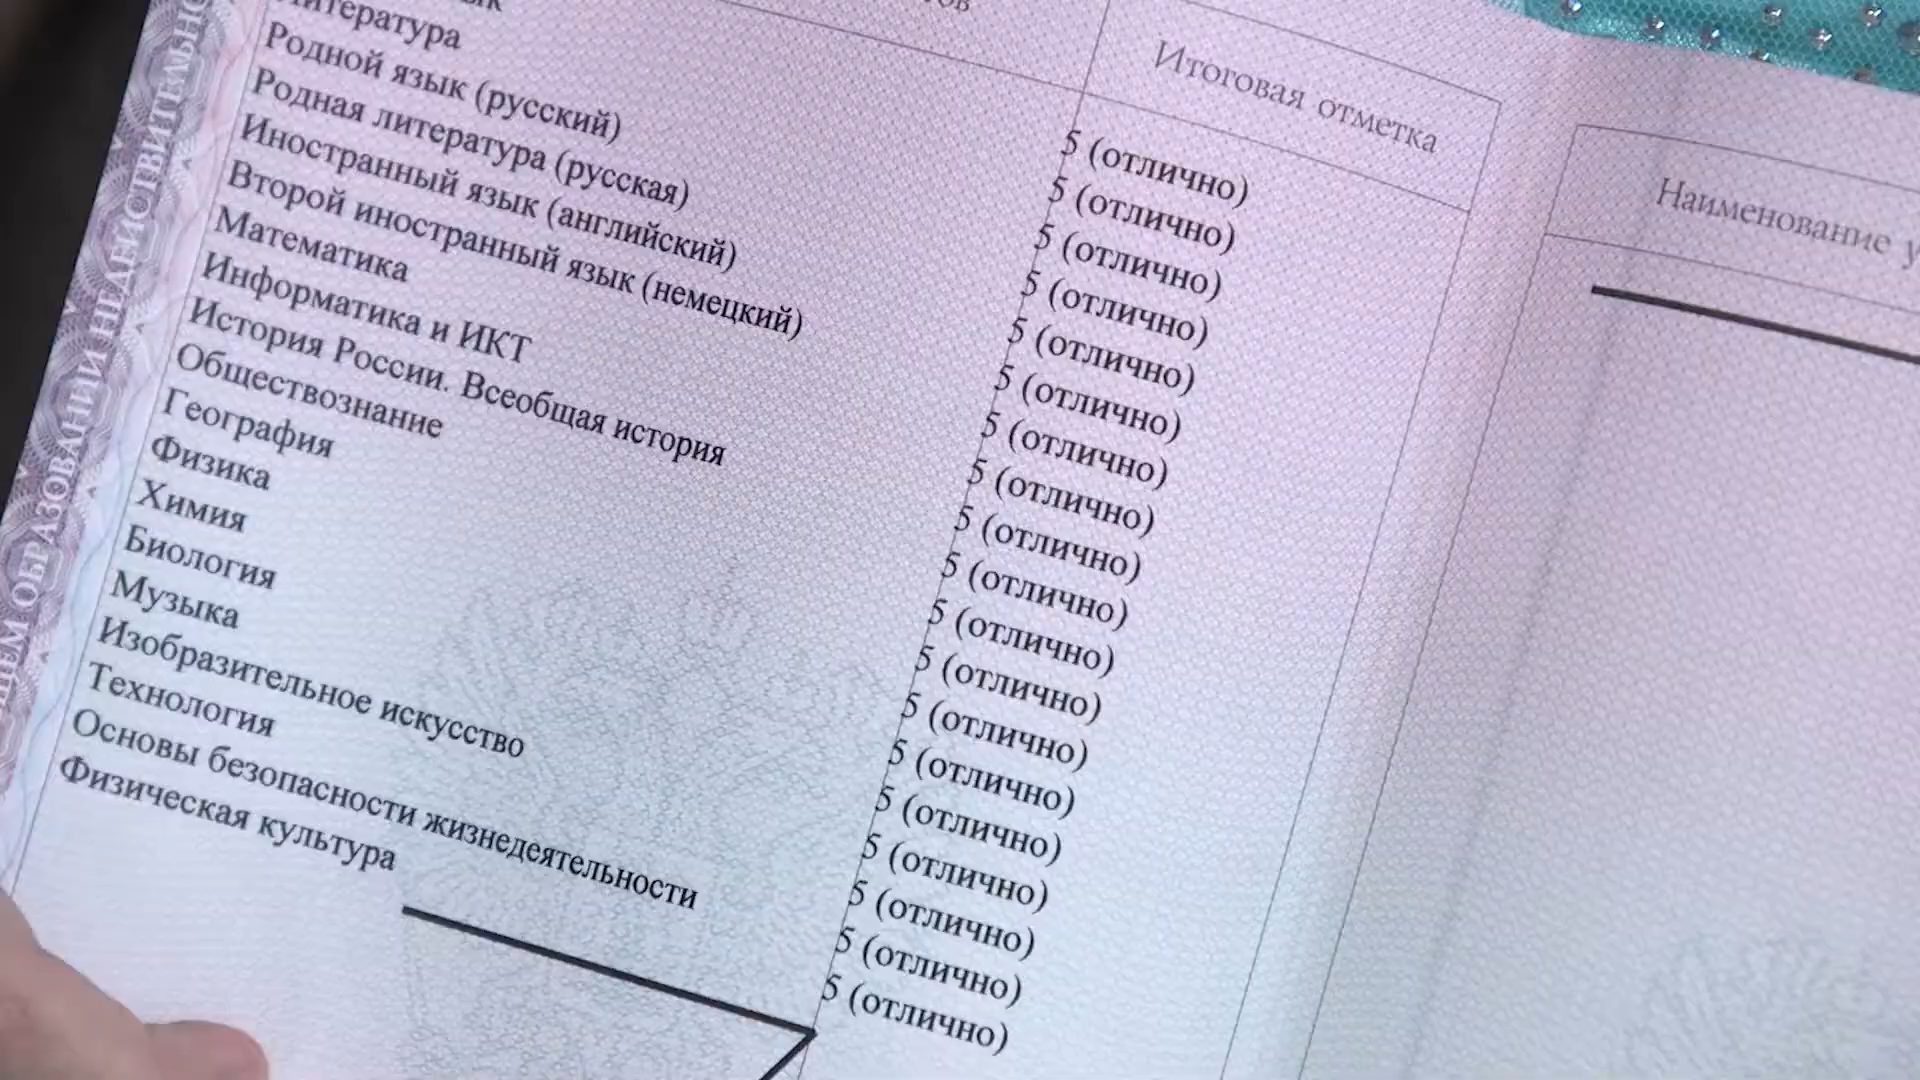 Итоговая отметка
Наименование у
5 (отлично)
Литература 5 (отлично)
Родной язык (русский) 5 (отлично)
Родная литература (русская) 5 (отлично)
Иностранный язык (английский) 5 (отлично)
Второй иностранный язык (немецкий) 5 (отлично)
Математика 5 (отлично)
Информатика и ИКТ 5 (отлично)
История России. Всеобщая история 5 (отлично)
Обществознание 5 (отлично)
География 5 (отлично)
Физика 5 (отлично)
Химия 5 (отлично)
Биология 5 (отлично)
Музыка 5 (отлично)
Изобразительное искусство 5 (отлично)
Технология 5 (отлично)
Основы безопасности жизнедеятельности 5 (отлично)
Физическая культура 5 (отлично)
ОБРАЗОВАНИИ НЕДЕЙСТВИТЕЛЬНО